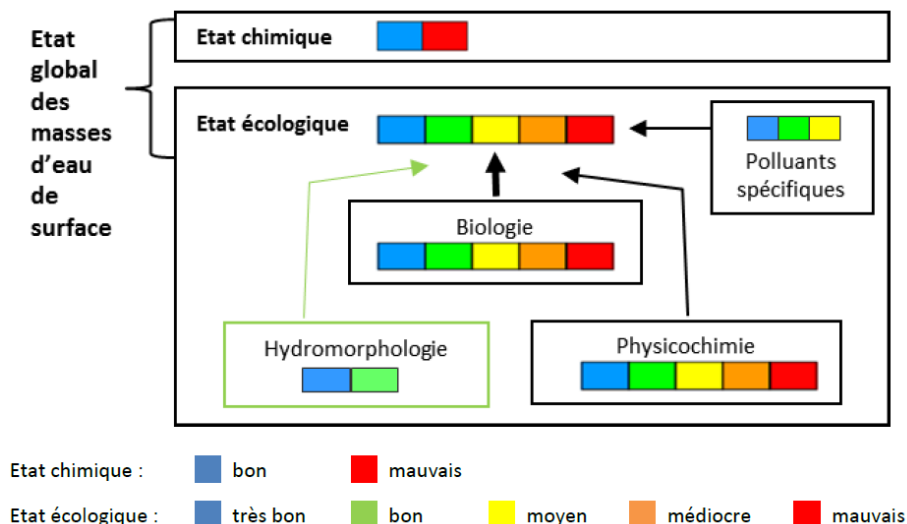 Etat
global
des
masses
d'eau
de
surface
Etat chimique
Etat écologique
Polluants
spécifiques
Biologie
Hydromorphologie
Physicochimie
Etat chimique : bon mauvais
Etat écologique : très bon bon moyen médiocre mauvais